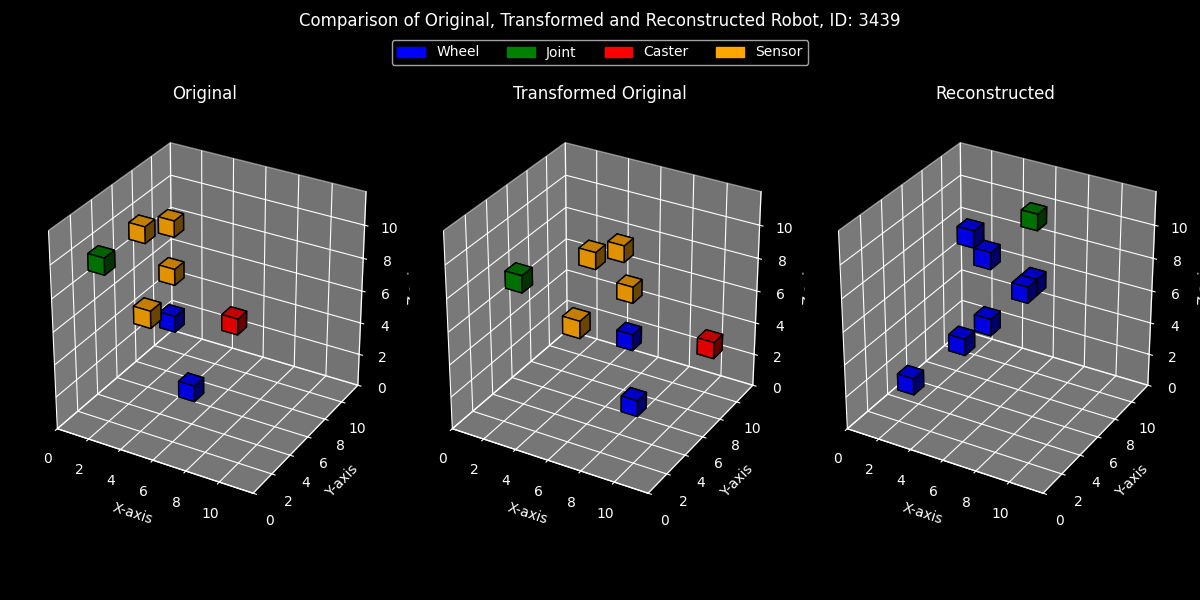 Comparison of Original, Transformed and Reconstructed Robot, ID: 3439
Wheel Joint Caster Sensor
Original Transformed Original Reconstructed
10 10 10
8 8 8
6 6 6
4 4 4
2 2 2
0 0 0
10 10 10
8 8 8
6 6 6
4 4 4
2 2 2
0 0 0
0 2 4 6 8 10 0 2 4 6 8 10 0 2 4 6 8 10
X-axis Y-axis X-axis Y-axis X-axis Y-axis